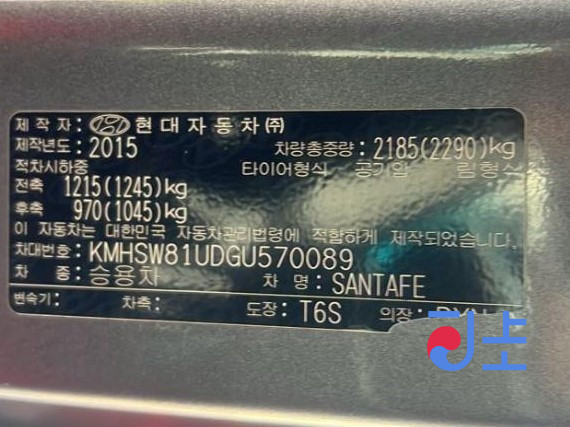 제 작 자 : 현대자동차㈜
제작년도 : 2015 차량총중량 : 2185(2290)kg
적차시하중 타이어형식 공기압 림형식
전축 1215(1245)kg
후축 970(1045)kg
이 자동차는 대한민국 자동차관리법령에 적합하게 제작되었습니다.
차대번호 : KMHSW81UDGU570089
차 종 : 승용차 차 명 : SANTAFE
변속기 : 차축 : 도장 : T6S 의장 :